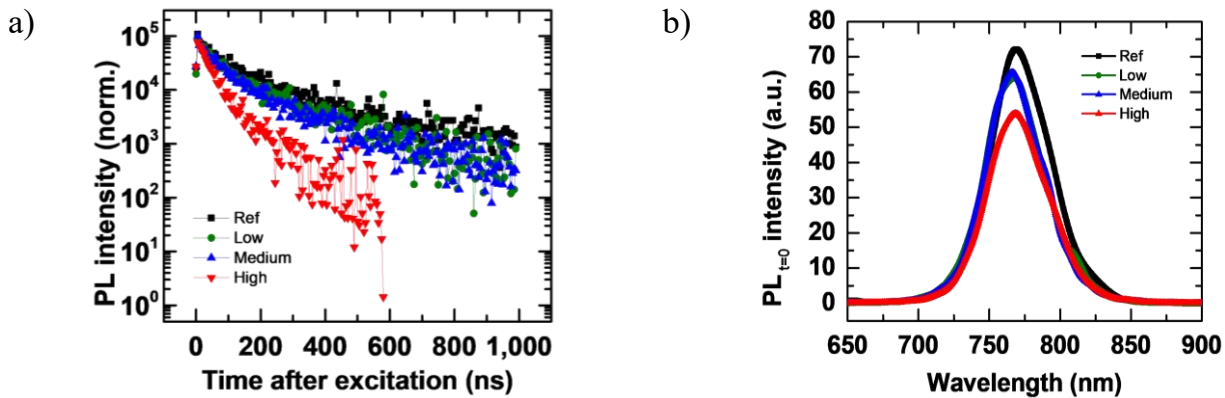 a)
PL intensity (norm.)
10^5
10^4
10^3
10^2
10^1
10^0
Ref
Low
Medium
High
0 200 400 600 800 1,000
Time after excitation (ns)
b)
PL_{t=0} intensity (a.u.)
80
70
60
50
40
30
20
10
0
Ref
Low
Medium
High
650 700 750 800 850 900
Wavelength (nm)